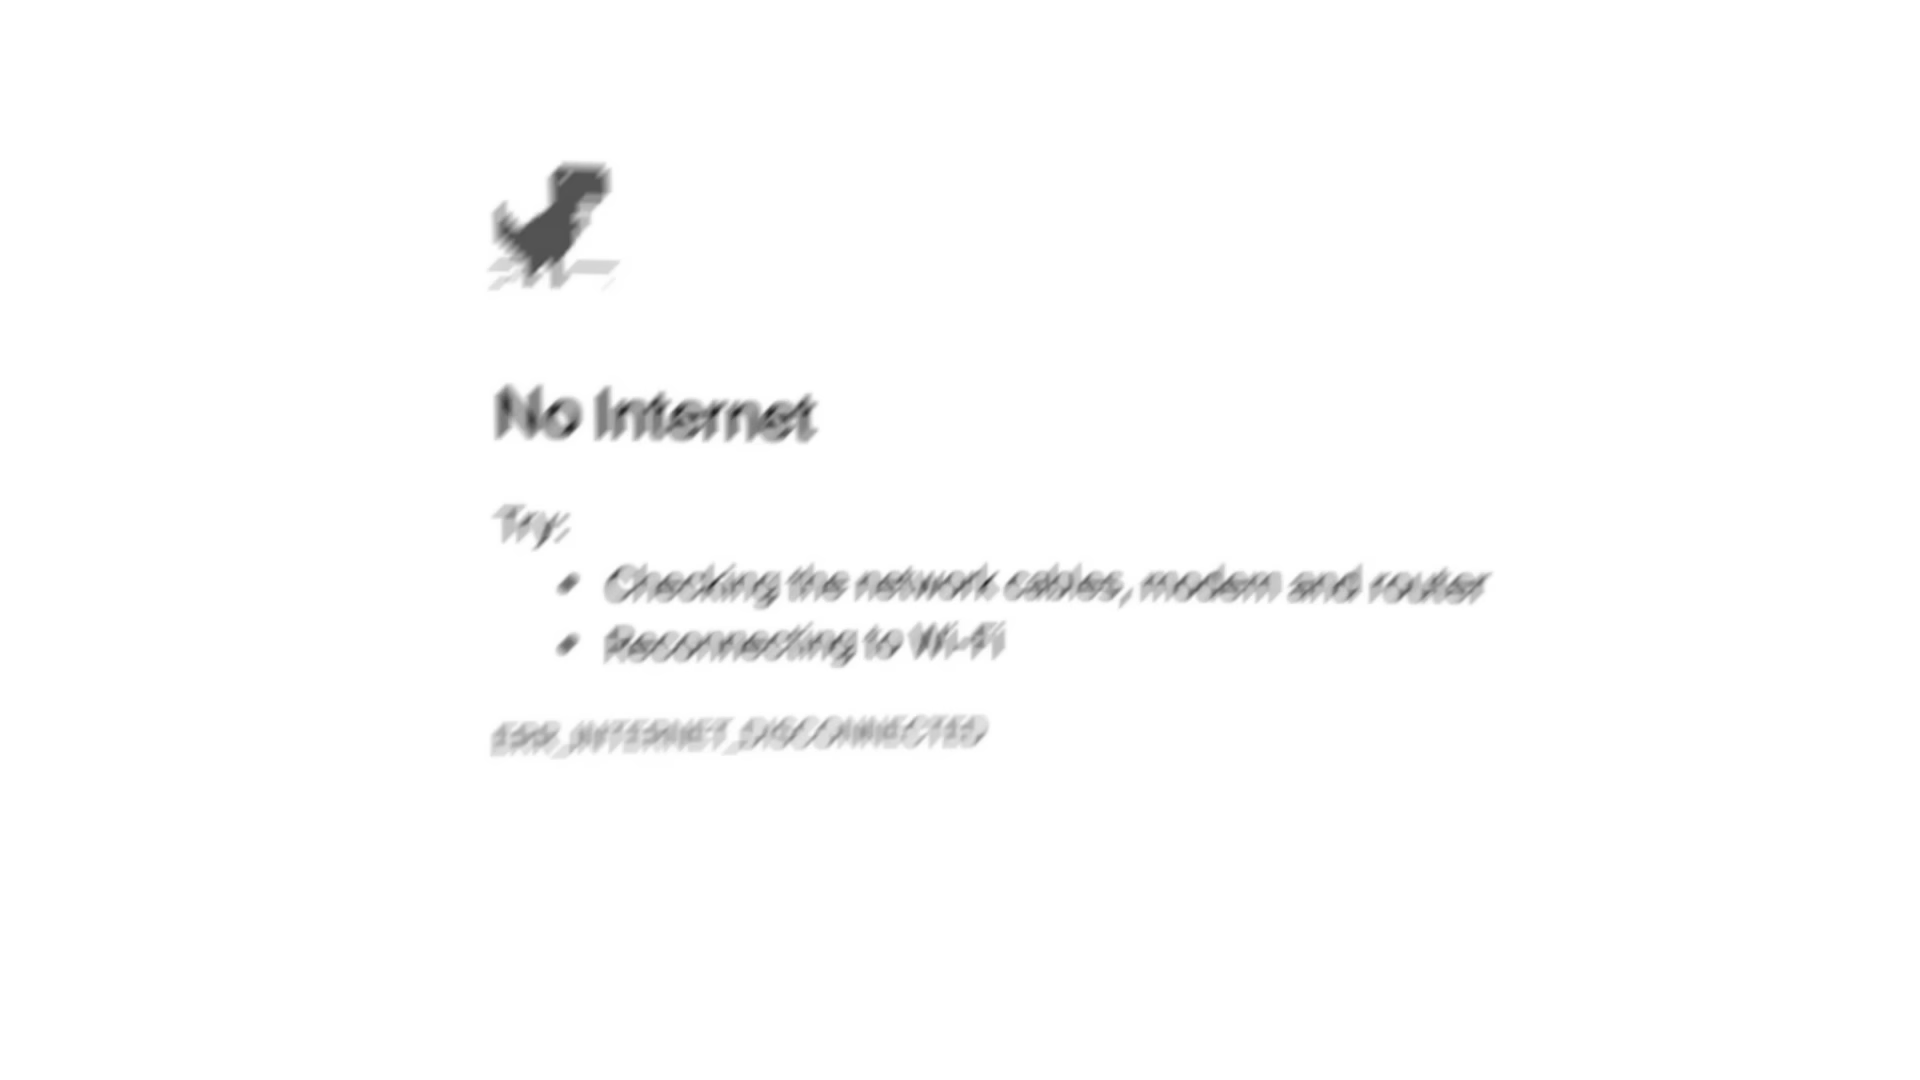 No Internet
Try:
• Checking the network cables, modem and router
• Reconnecting to Wi-Fi
ERR_INTERNET_DISCONNECTED